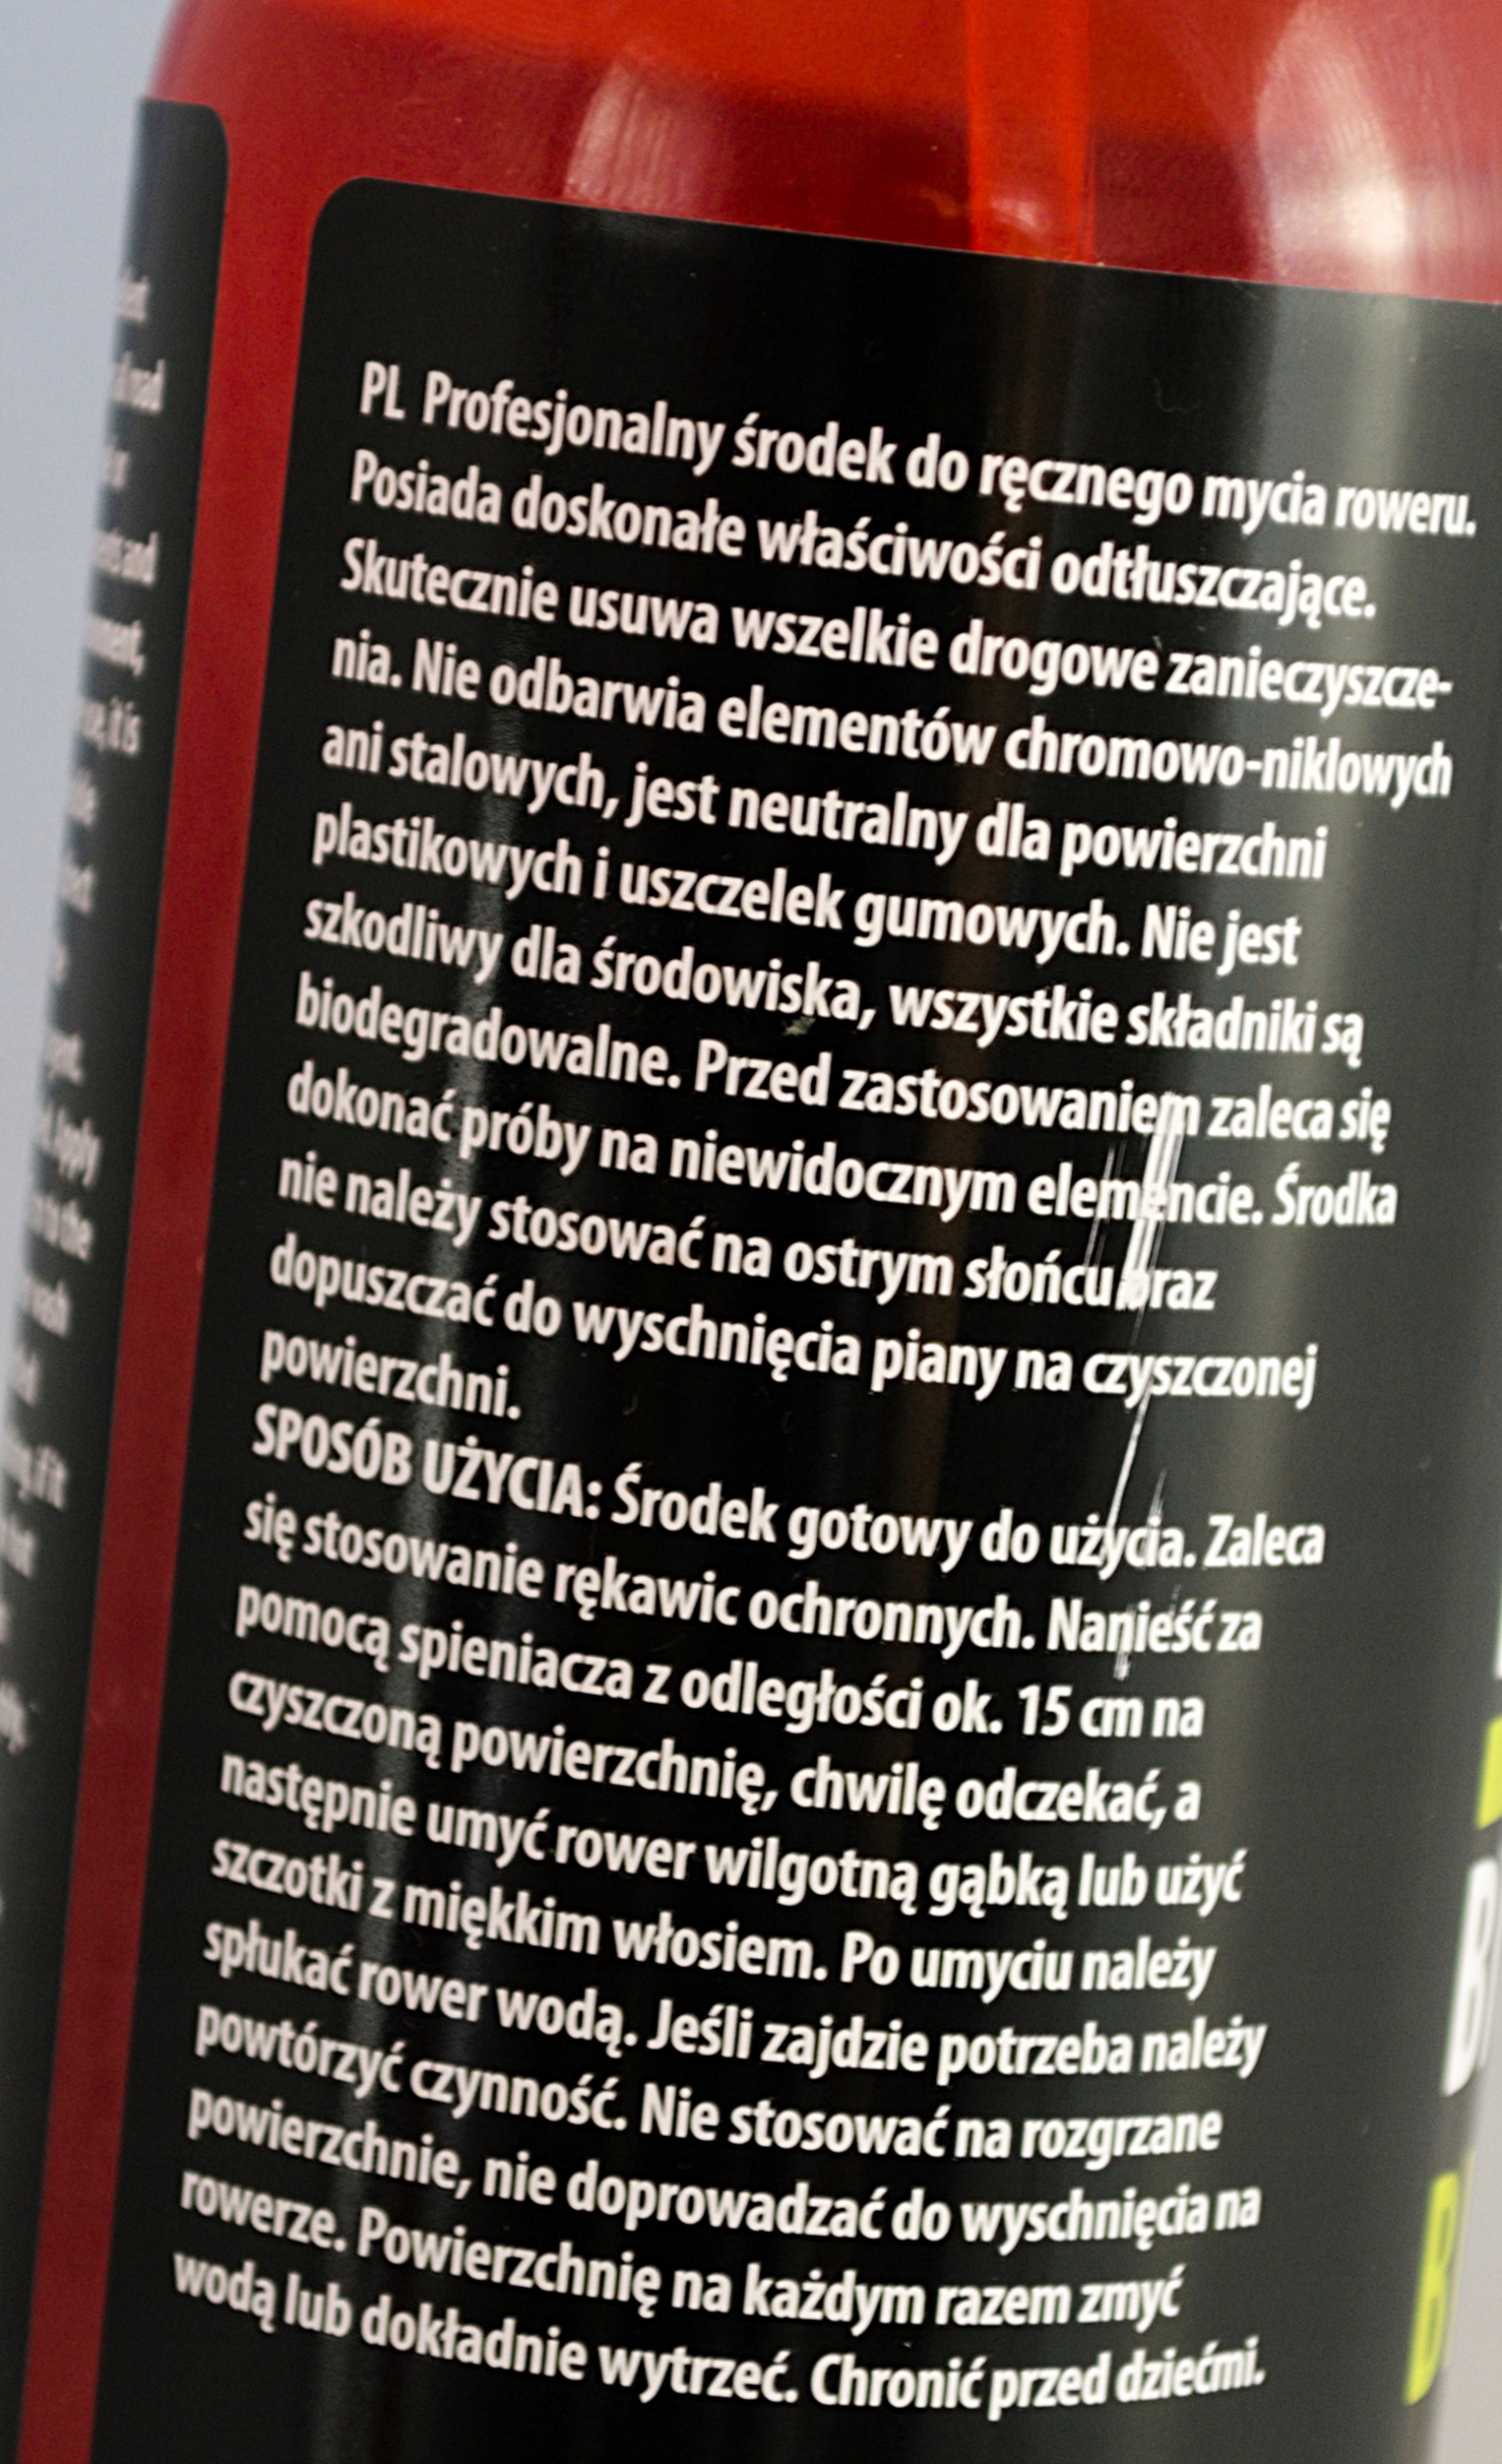 PL Profesjonalny środek do ręcznego mycia roweru.
Posiada doskonałe właściwości odtłuszczające.
Skutecznie usuwa wszelkie drogowe zanieczyszcze-
nia. Nie odbarwia elementów chromowo-niklowych
ani stalowych, jest neutralny dla powierzchni
plastikowych i uszczelek gumowych. Nie jest
szkodliwy dla środowiska, wszystkie składniki są
biodegradowalne. Przed zastosowaniem zaleca się
dokonać próby na niewidocznym elemencie. Środka
nie należy stosować na ostrym słońcu oraz
dopuszczać do wyschnięcia piany na czyszczonej
powierzchni.
SPOSÓB UŻYCIA: Środek gotowy do użycia. Zaleca
się stosowanie rękawic ochronnych. Nanieść za
pomocą spieniacza z odległości ok. 15 cm na
czyszczoną powierzchnię, chwilę odczekać, a
następnie umyć rower wilgotną gąbką lub użyć
szczotki z miękkim włosiem. Po umyciu należy
spłukać rower wodą. Jeśli zajdzie potrzeba należy
powtórzyć czynność. Nie stosować na rozgrzane
powierzchnie, nie doprowadzać do wyschnięcia na
rowerze. Powierzchnię na każdym razem zmyć
wodą lub dokładnie wytrzeć. Chronić przed dziećmi.